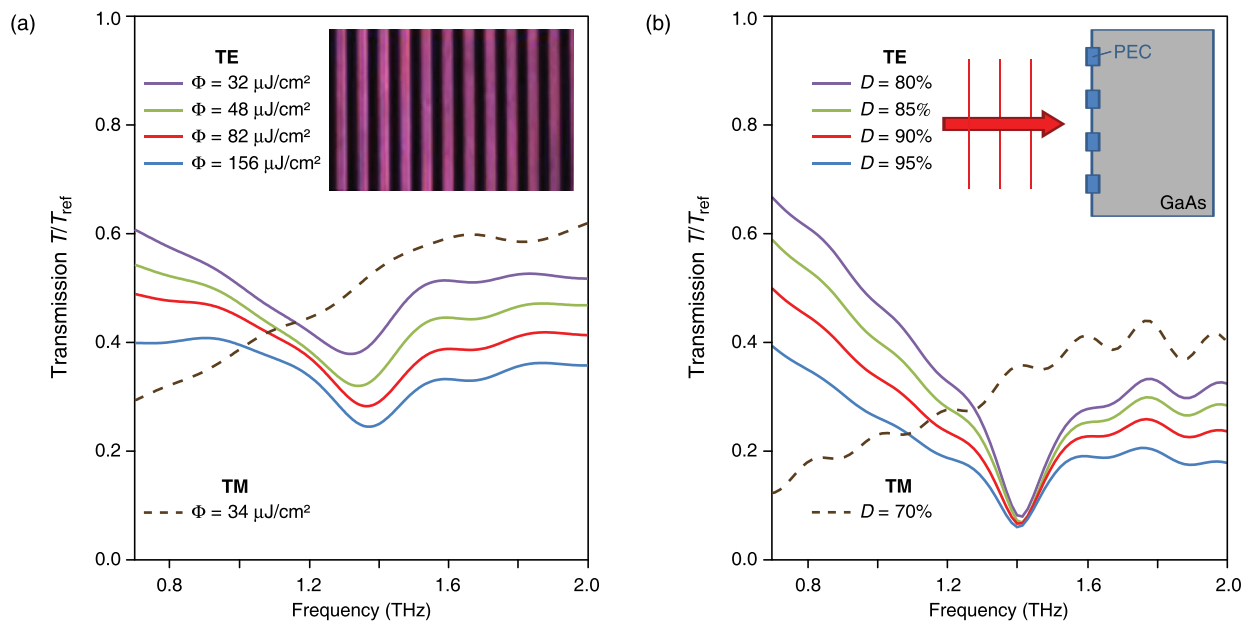 (a)
1.0
0.8
0.6
0.4
0.2
0.0
Transmission T/Tref
TE
Φ = 32 μJ/cm²
Φ = 48 μJ/cm²
Φ = 82 μJ/cm²
Φ = 156 μJ/cm²
TM
Φ = 34 μJ/cm²
0.8
1.2
1.6
2.0
Frequency (THz)
(b)
1.0
0.8
0.6
0.4
0.2
0.0
Transmission T/Tref
TE
D = 80%
D = 85%
D = 90%
D = 95%
PEC
GaAs
TM
D = 70%
0.8
1.2
1.6
2.0
Frequency (THz)